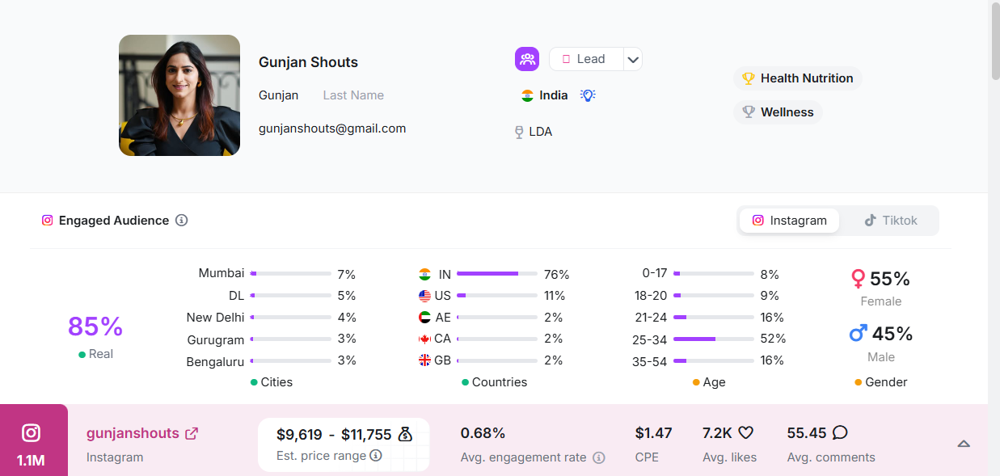 Gunjan Shouts
Lead
Gunjan Last Name
India
Health Nutrition
gunjanshouts@gmail.com
LDA
Wellness
Engaged Audience
Instagram
Tiktok
85%
Real
Mumbai 7%
DL 5%
New Delhi 4%
Gurugram 3%
Bengaluru 3%
Cities
IN 76%
US 11%
AE 2%
CA 2%
GB 2%
Countries
0-17 8%
18-20 9%
21-24 16%
25-34 52%
35-54 16%
Age
55%
Female
45%
Male
Gender
1.1M
gunjanshouts
Instagram
$9,619 - $11,755
Est. price range
0.68%
Avg. engagement rate
$1.47
CPE
7.2K
Avg. likes
55.45
Avg. comments